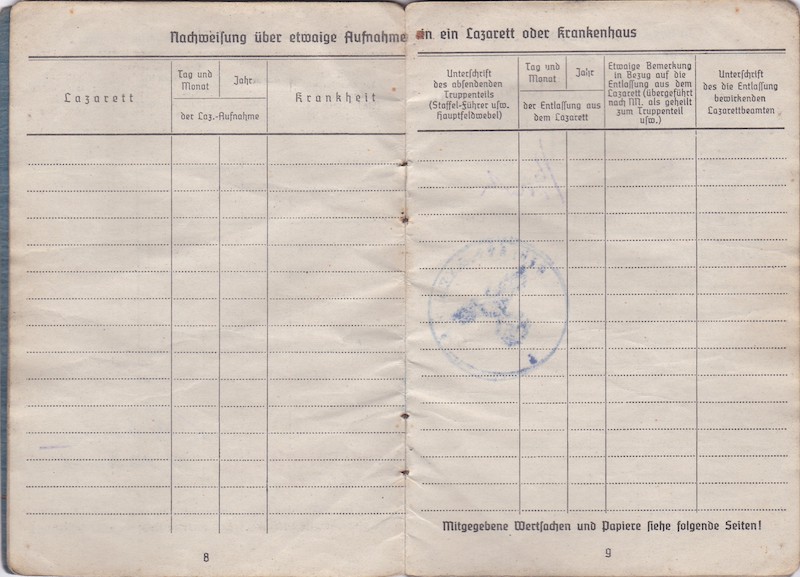 Nachweisung über etwaige Aufnahme in ein Lazarett oder Krankenhaus
Lazarett
Tag und
Monat
Jahr
der Laz.-Aufnahme
Krankheit
Unterschrift
des absendenden
Truppenteils
(Staffel-Führer usw.
Hauptfeldwebel)
Tag und
Monat
Jahr
der Entlassung aus
dem Lazarett
Etwaige Bemerkung
in Bezug auf die
Entlassung aus dem
Lazarett (übergeführt
nach NN. als geheilt
zum Truppenteil
usw.)
Unterschrift
des die Entlassung
bewirkenden
Lazarettbeamten
Mitgegebene Wertsachen und Papiere siehe folgende Seiten!
8
9